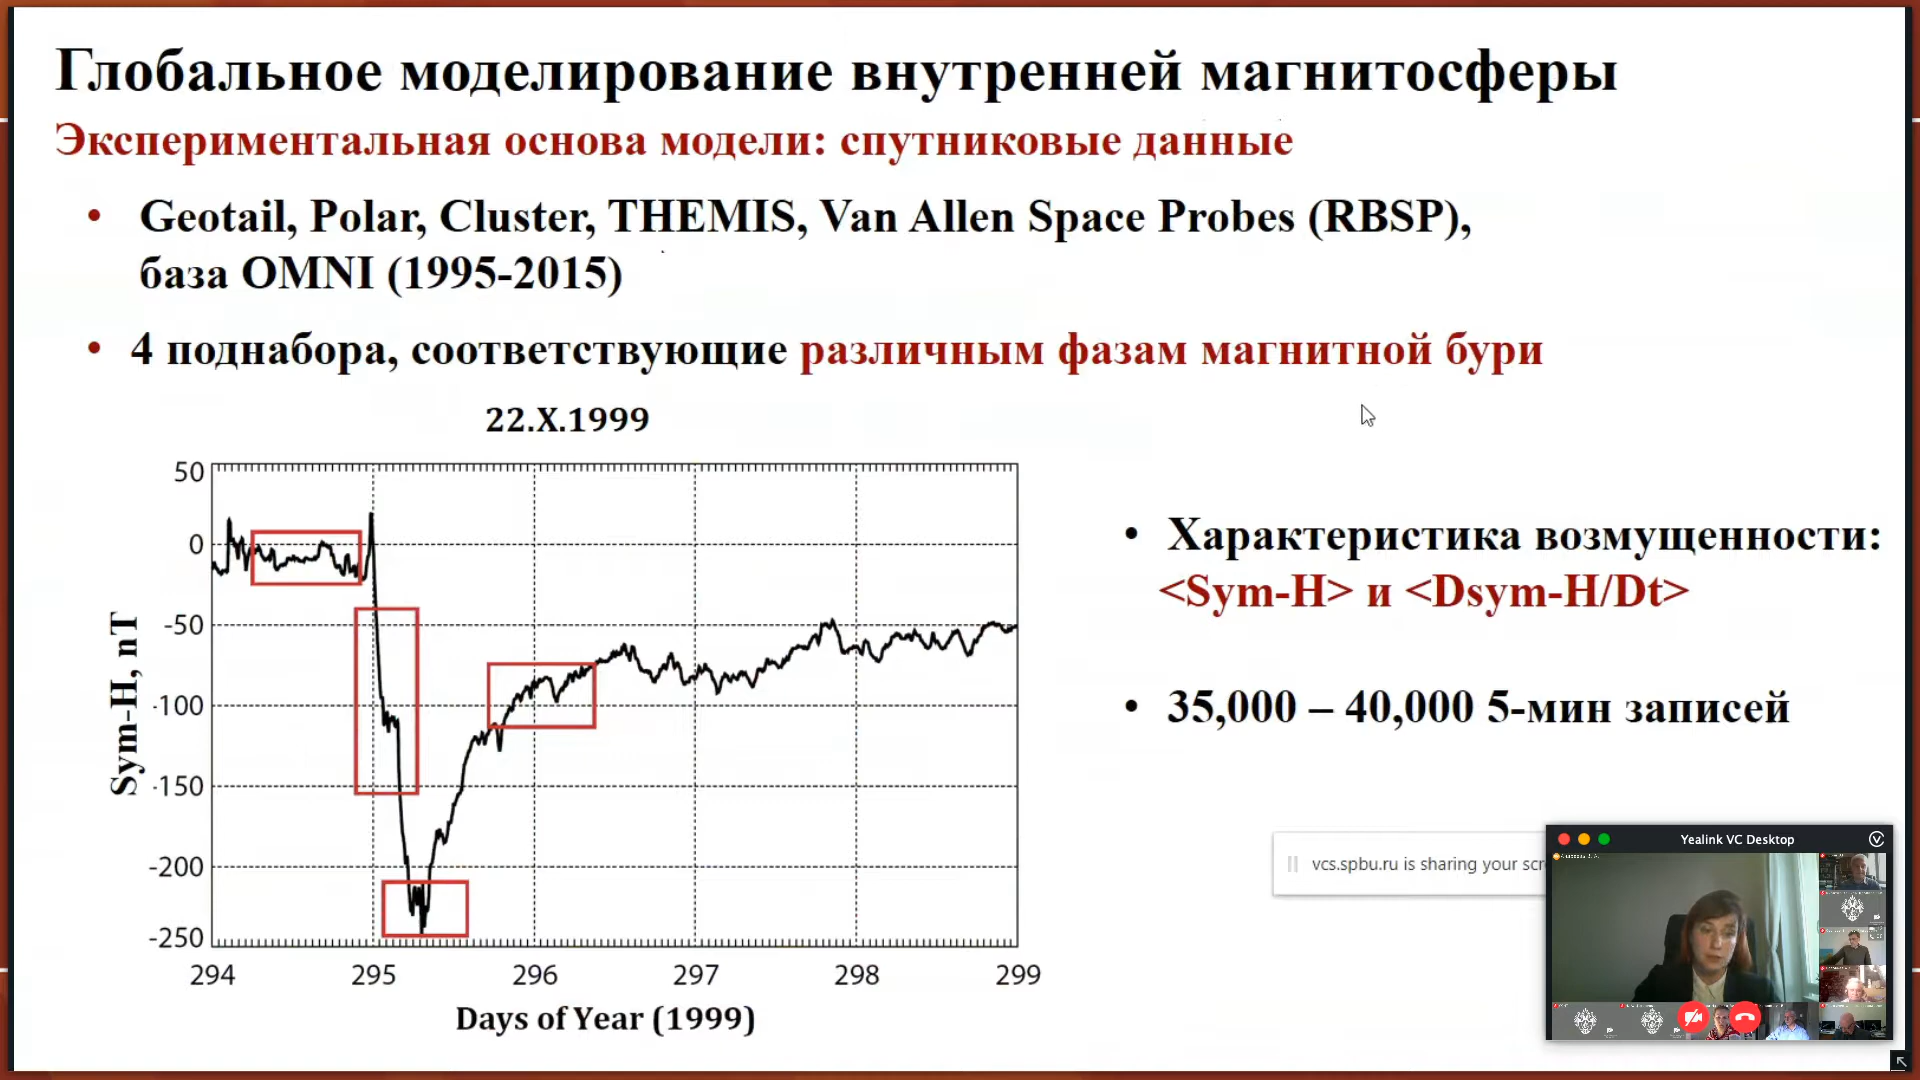 Глобальное моделирование внутренней магнитосферы
Экспериментальная основа модели: спутниковые данные
• Geotail, Polar, Cluster, THEMIS, Van Allen Space Probes (RBSP),
база OMNI (1995-2015)
• 4 поднабора, соответствующие различным фазам магнитной бури
22.X.1999
50
0
-50
-100
-150
-200
-250
Sym-H, nT
294 295 296 297 298 299
Days of Year (1999)
• Характеристика возмущенности:
<Sym-H> и <Dsym-H/Dt>
• 35,000 – 40,000 5-мин записей
vcs.spbu.ru is sharing your scr
Yealink VC Desktop